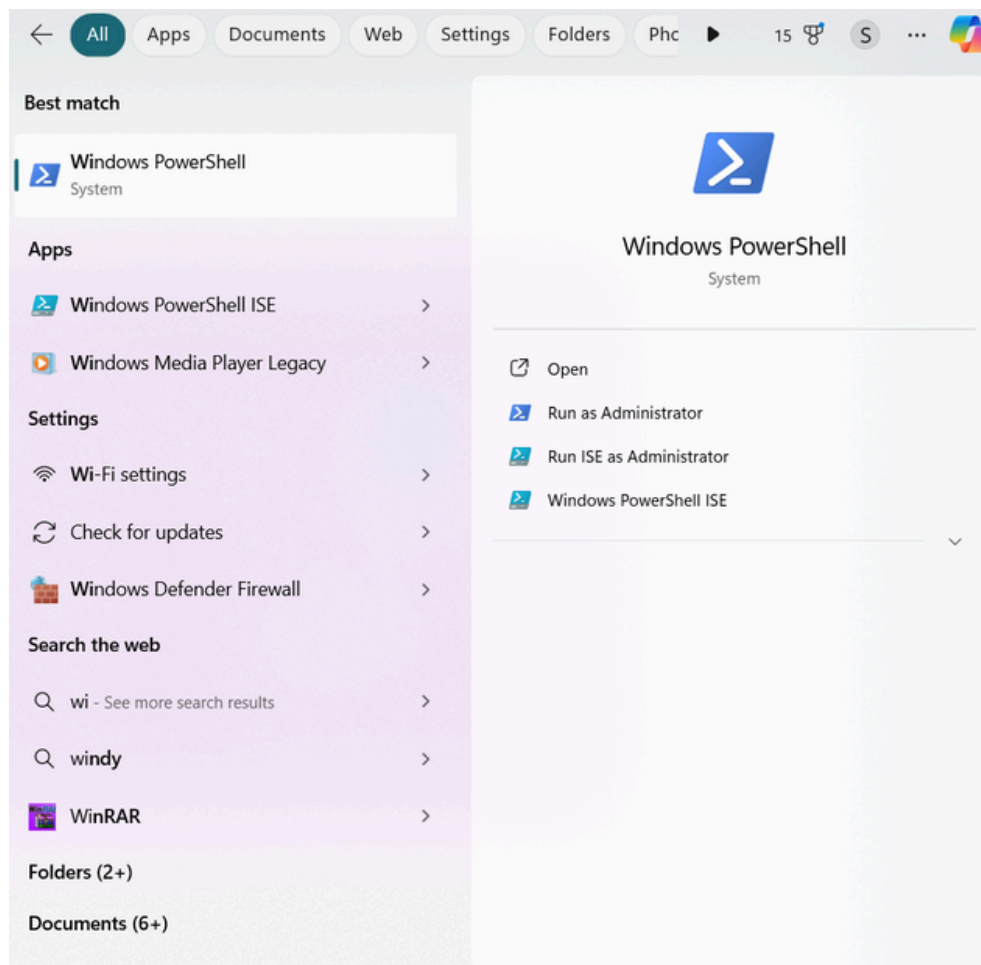 All Apps Documents Web Settings Folders Phc 15 S ...
Best match
Windows PowerShell
System
Apps
Windows PowerShell ISE
Windows Media Player Legacy
Settings
Wi-Fi settings
Check for updates
Windows Defender Firewall
Search the web
wi - See more search results
windy
WinRAR
Folders (2+)
Documents (6+)
Windows PowerShell
System
Open
Run as Administrator
Run ISE as Administrator
Windows PowerShell ISE